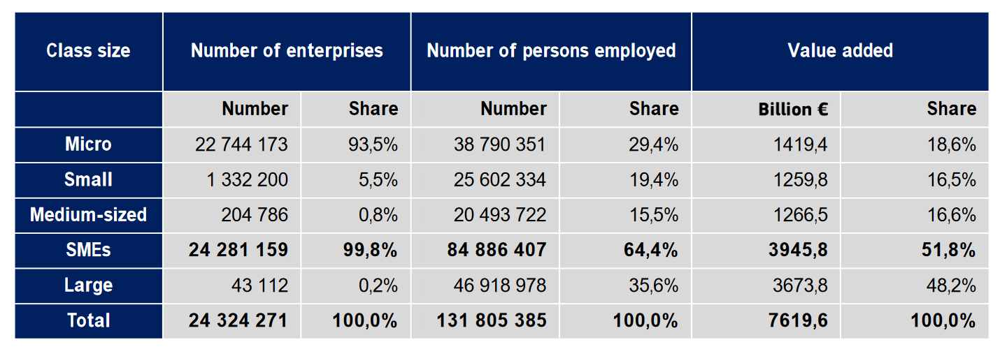 Class size Number of enterprises Number of persons employed Value added
Number Share Number Share Billion € Share
Micro 22 744 173 93,5% 38 790 351 29,4% 1419,4 18,6%
Small 1 332 200 5,5% 25 602 334 19,4% 1259,8 16,5%
Medium-sized 204 786 0,8% 20 493 722 15,5% 1266,5 16,6%
SMEs 24 281 159 99,8% 84 886 407 64,4% 3945,8 51,8%
Large 43 112 0,2% 46 918 978 35,6% 3673,8 48,2%
Total 24 324 271 100,0% 131 805 385 100,0% 7619,6 100,0%